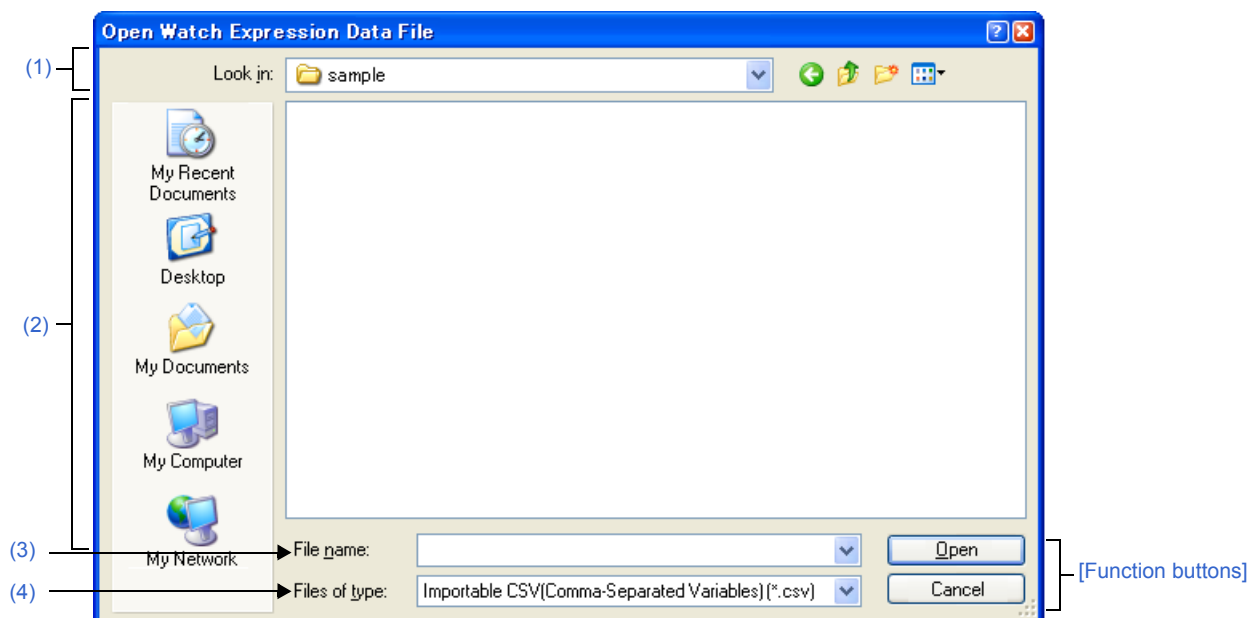 Open Watch Expression Data File
(1)
Look in:
sample
My Recent
Documents
Desktop
(2)
My Documents
My Computer
My Network
(3)
File name:
Open
(4)
Files of type:
Importable CSV(Comma-Separated Variables)(*.csv)
Cancel
[Function buttons]